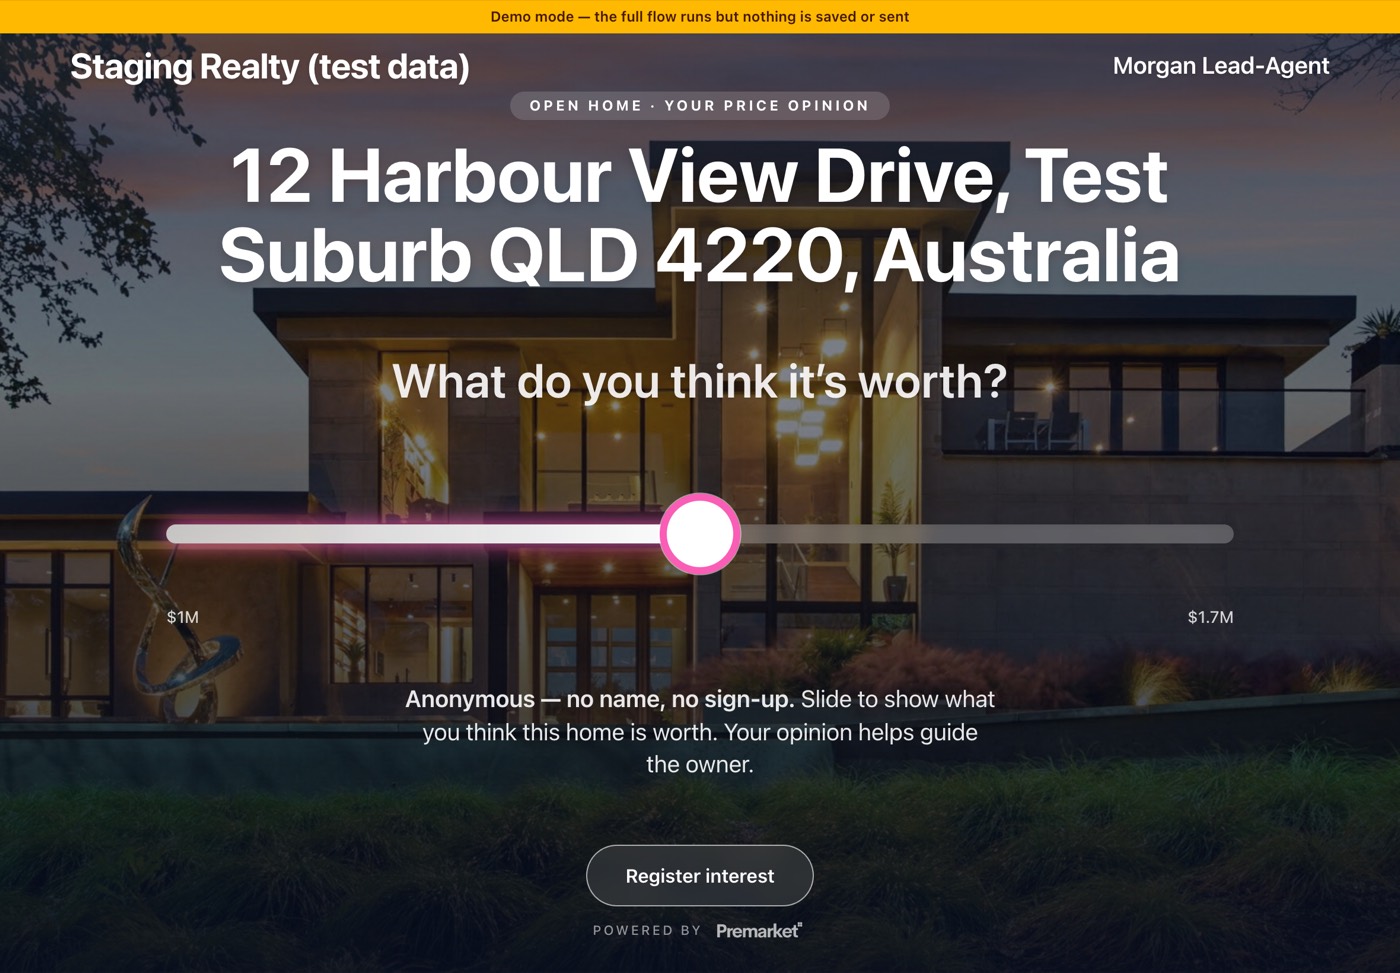 Demo mode — the full flow runs but nothing is saved or sent
Staging Realty (test data)
Morgan Lead-Agent
OPEN HOME · YOUR PRICE OPINION
12 Harbour View Drive, Test
Suburb QLD 4220, Australia
What do you think it’s worth?
$1M
$1.7M
Anonymous — no name, no sign-up. Slide to show what
you think this home is worth. Your opinion helps guide
the owner.
Register interest
POWERED BY Premarket